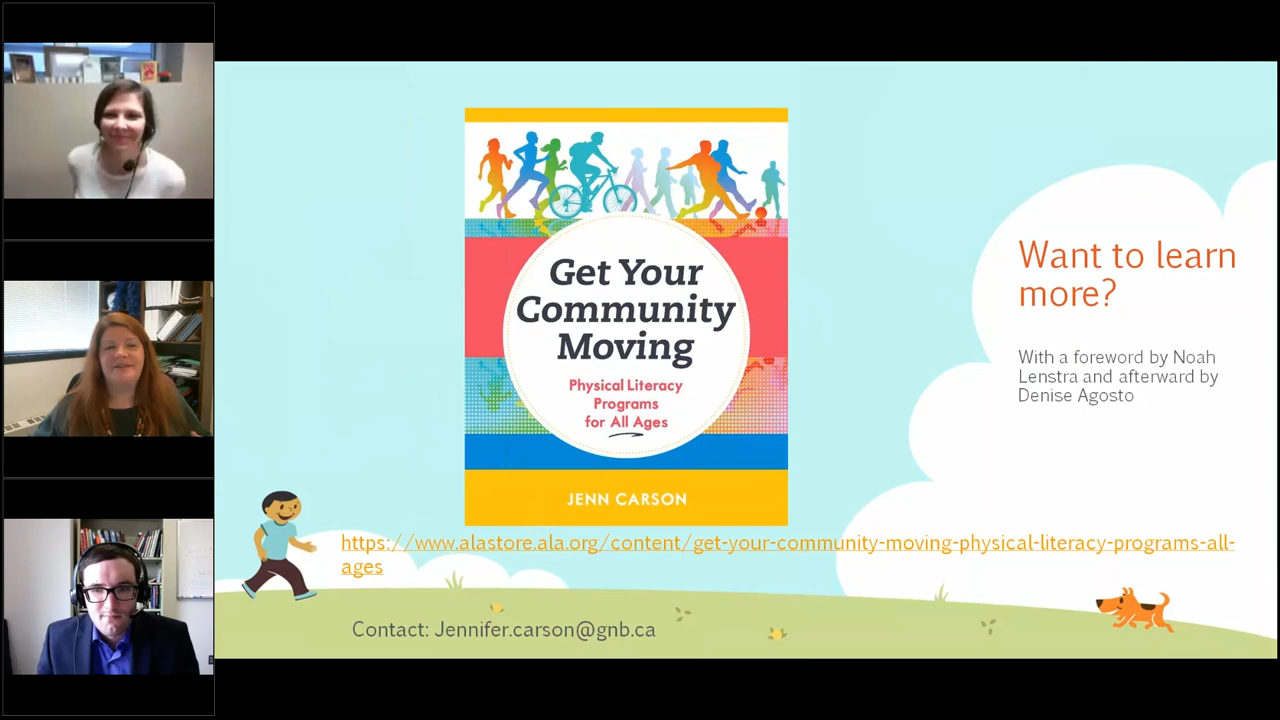 Get Your
Community
Moving
Physical Literacy
Programs
for All Ages
JENN CARSON
Want to learn
more?
With a foreword by Noah
Lenstra and afterward by
Denise Agosto
https://www.alastore.ala.org/content/get-your-community-moving-physical-literacy-programs-all-
ages
Contact: Jennifer.carson@gnb.ca